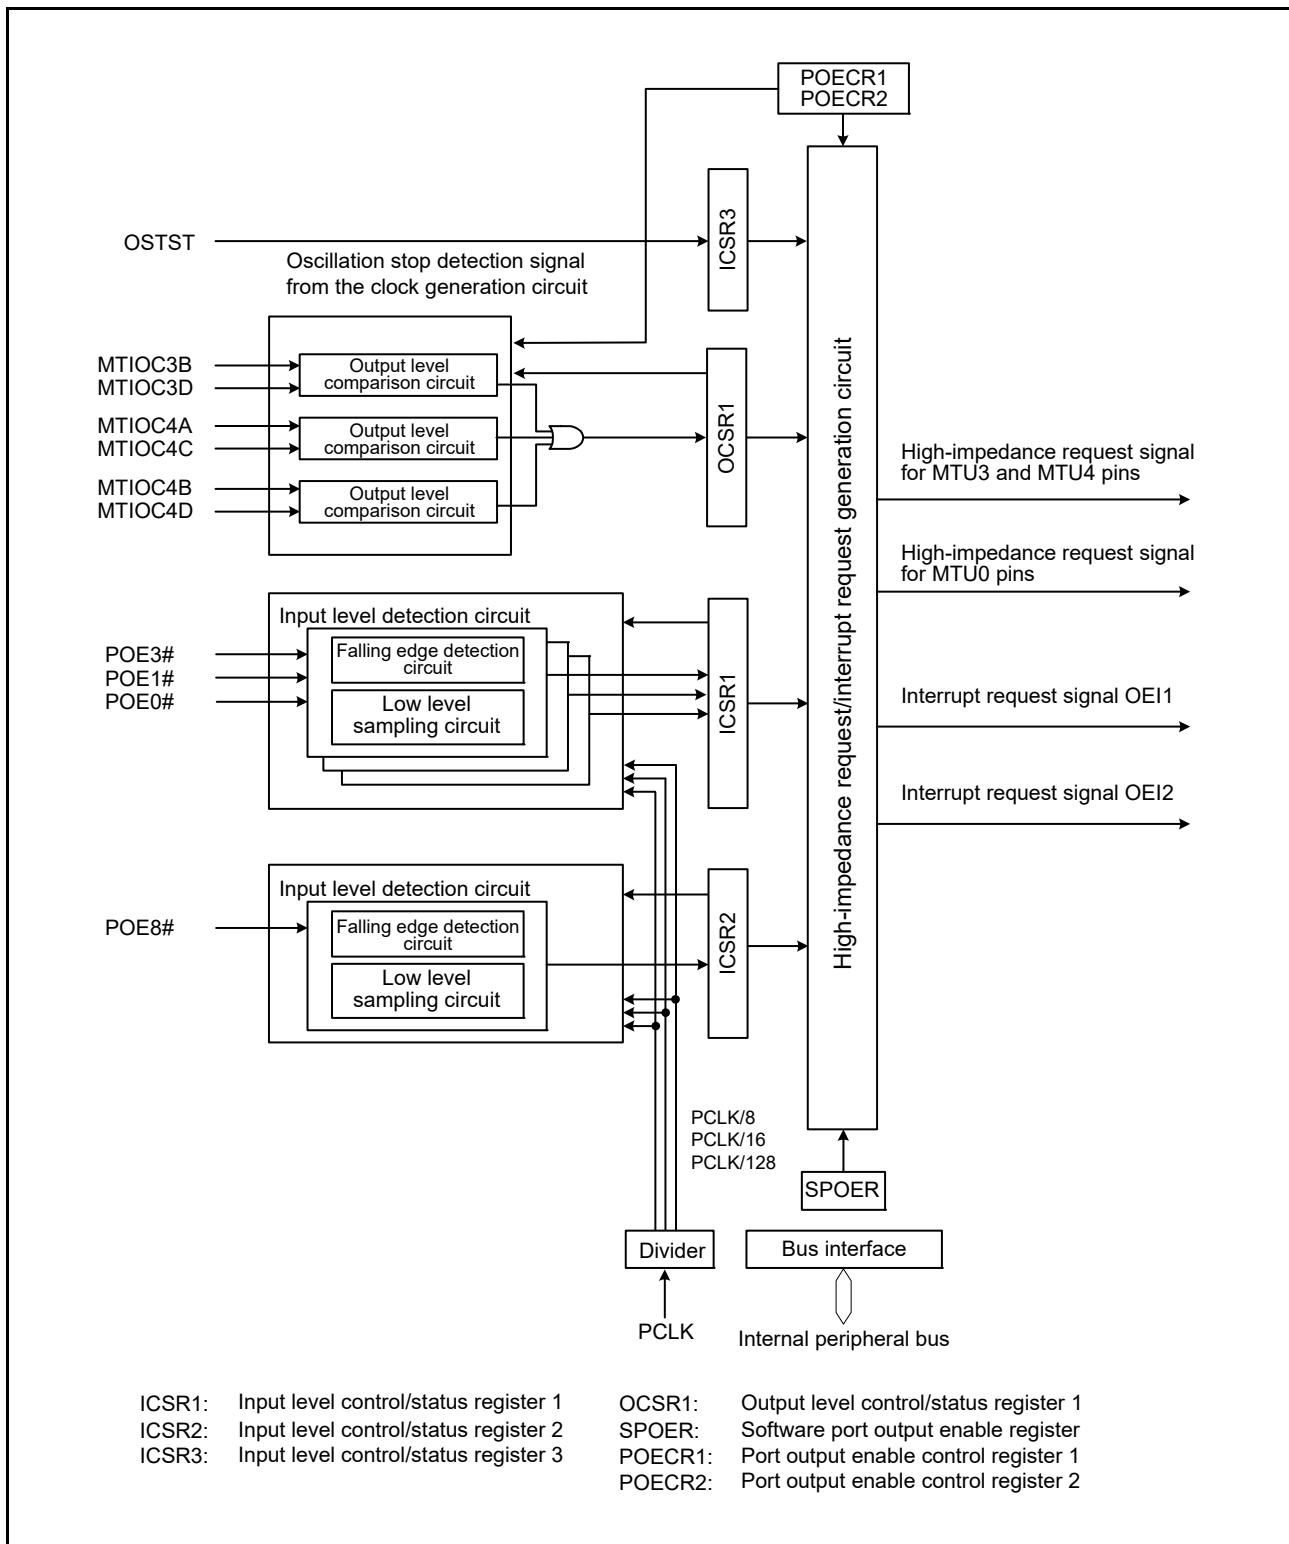 POECR1
POECR2
OSTST
ICSR3
Oscillation stop detection signal
from the clock generation circuit
MTIOC3B
MTIOC3D
Output level
comparison circuit
MTIOC4A
MTIOC4C
Output level
comparison circuit
MTIOC4B
MTIOC4D
Output level
comparison circuit
OCSR1
High-impedance request/interrupt request generation circuit
High-impedance request signal
for MTU3 and MTU4 pins
High-impedance request signal
for MTU0 pins
Input level detection circuit
POE3#
POE1#
POE0#
Falling edge detection
circuit
Low level
sampling circuit
ICSR1
Interrupt request signal OEI1
Interrupt request signal OEI2
Input level detection circuit
POE8#
Falling edge detection
circuit
Low level
sampling circuit
ICSR2
PCLK/8
PCLK/16
PCLK/128
SPOER
Divider
Bus interface
PCLK
Internal peripheral bus
ICSR1: Input level control/status register 1
ICSR2: Input level control/status register 2
ICSR3: Input level control/status register 3
OCSR1: Output level control/status register 1
SPOER: Software port output enable register
POECR1: Port output enable control register 1
POECR2: Port output enable control register 2